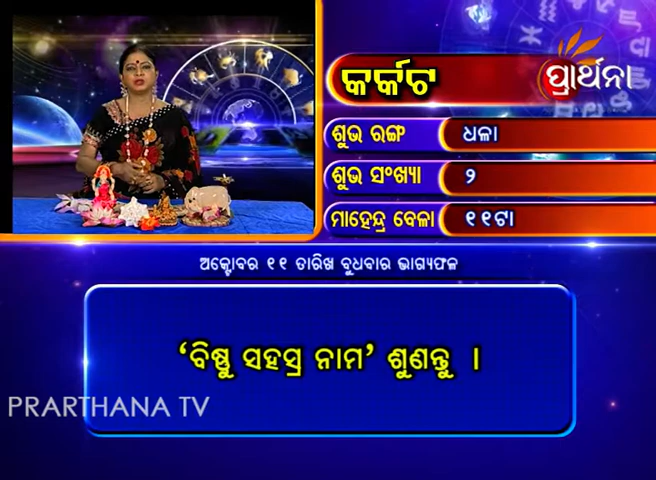 କର୍କଟ
ପ୍ରାର୍ଥନା
ଶୁଭ ରଙ୍ଗ ଧଳା
ଶୁଭ ସଂଖ୍ୟା ୨
ମାହେନ୍ଦ୍ର ବେଳା ୧୧ଟା
ଅକ୍ଟୋବର ୧୧ ତାରିଖ ବୁଧବାର ଭାଗ୍ୟଫଳ
‘ବିଷ୍ଣୁ ସହସ୍ର ନାମ’ ଶୁଣନ୍ତୁ ।
PRARTHANA TV